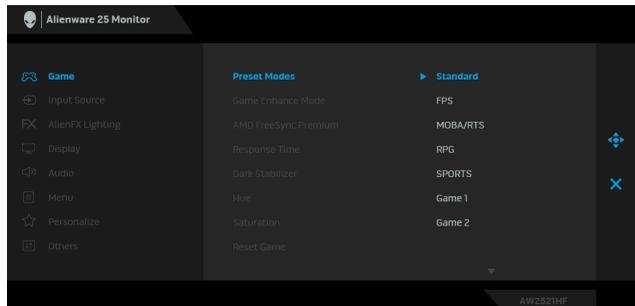 Alienware 25 Monitor
Game
Input Source
AlienFX Lighting
Display
Audio
Menu
Personalize
Others
Preset Modes
Game Enhance Mode
AMD FreeSync Premium
Response Time
Dark Stabilizer
Hue
Saturation
Reset Game
Standard
FPS
MOBA/RTS
RPG
SPORTS
Game 1
Game 2
AW2521HF